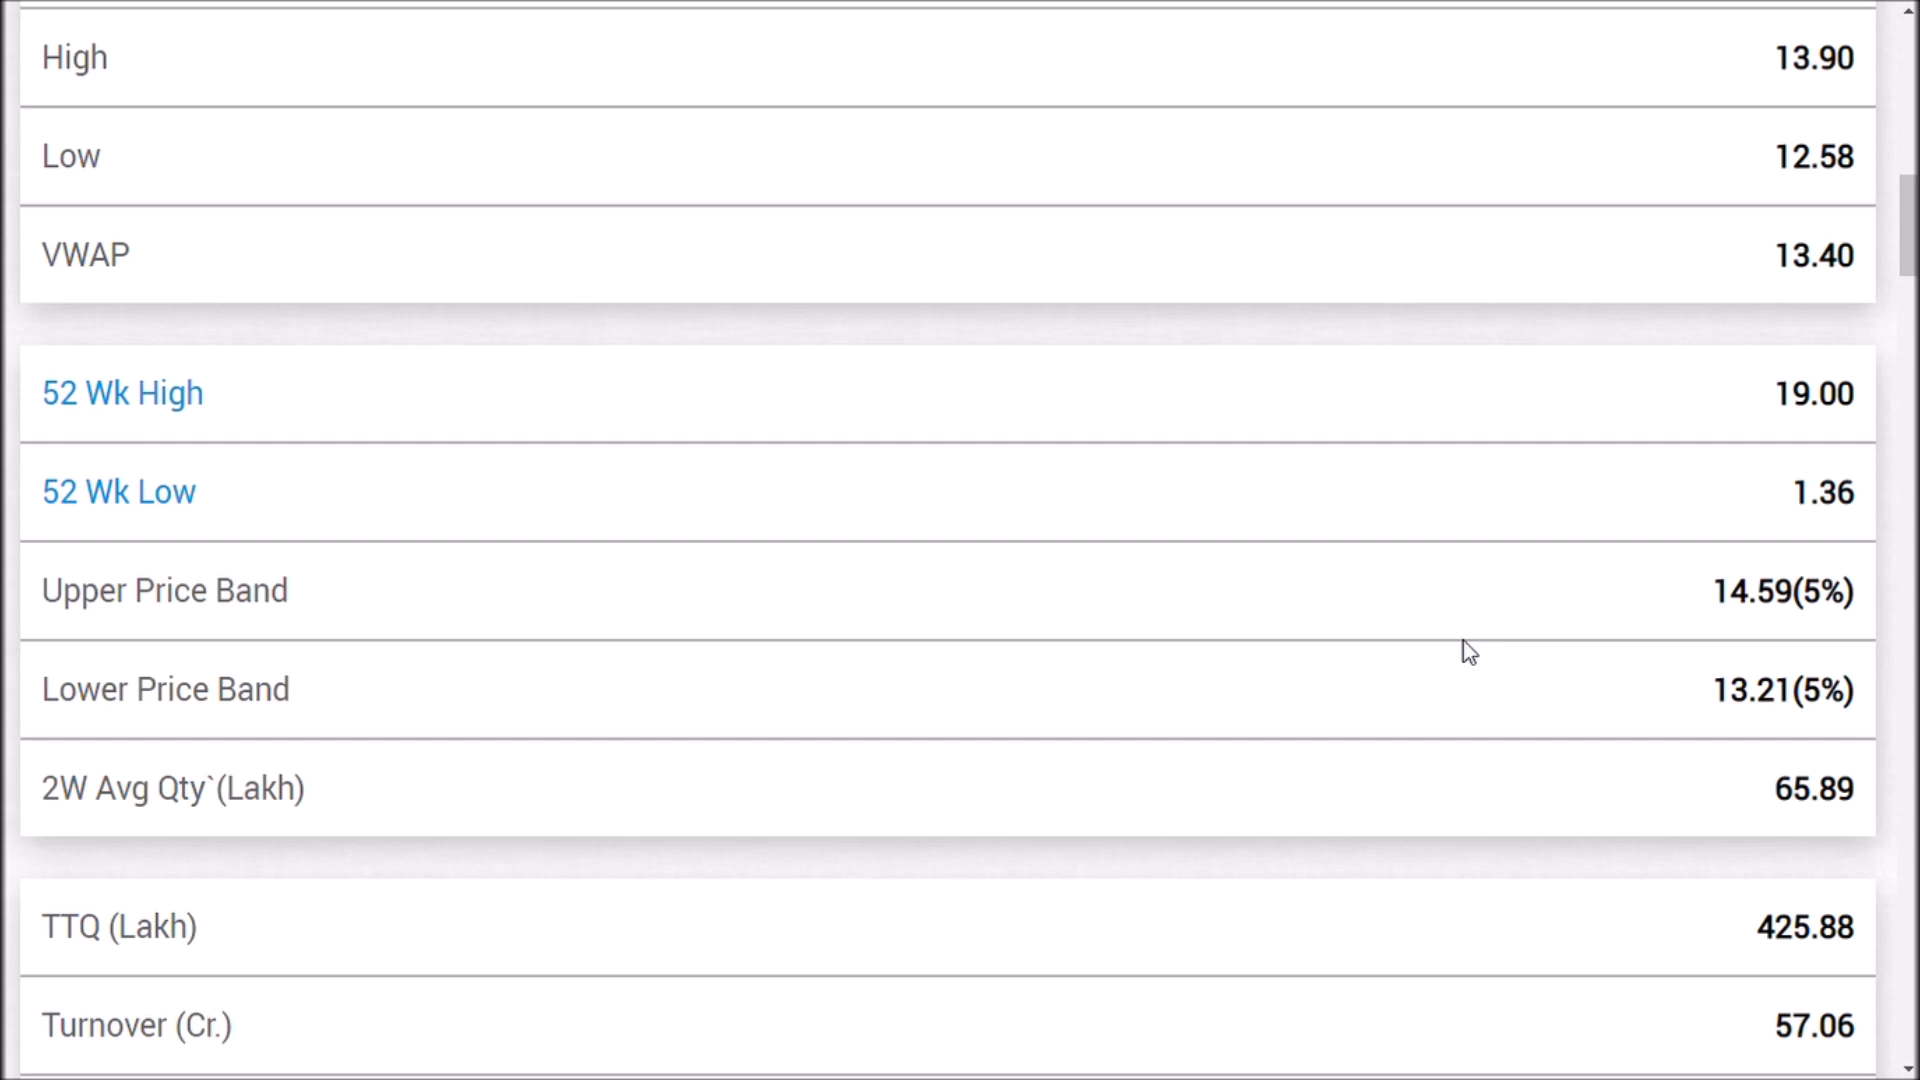 High 13.90
Low 12.58
VWAP 13.40
52 Wk High 19.00
52 Wk Low 1.36
Upper Price Band 14.59(5%)
Lower Price Band 13.21(5%)
2W Avg Qty`(Lakh) 65.89
TTQ (Lakh) 425.88
Turnover (Cr.) 57.06